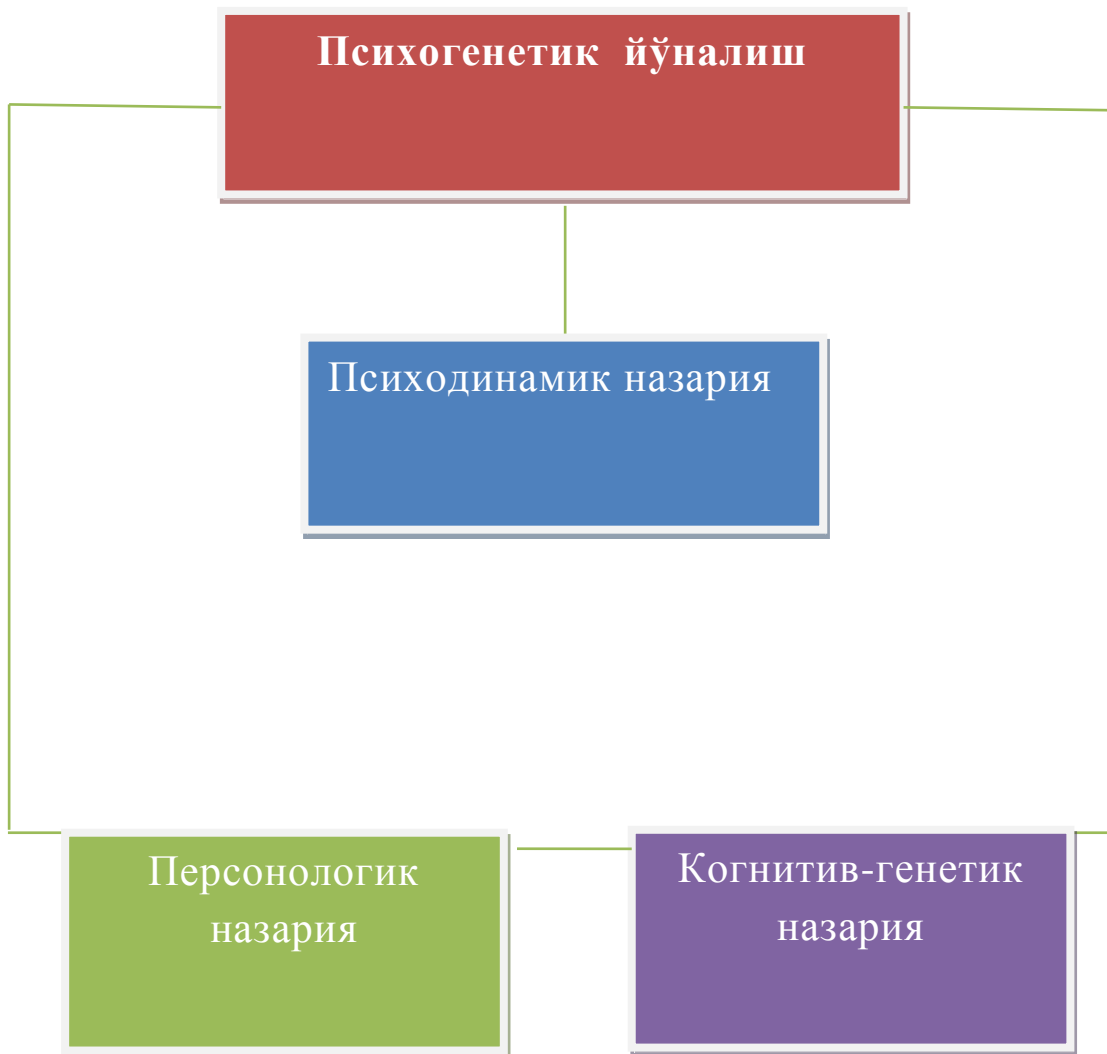 Психогенетик йўналиш
Психодинамик назария
Персонологик
назария
Когнитив-генетик
назария